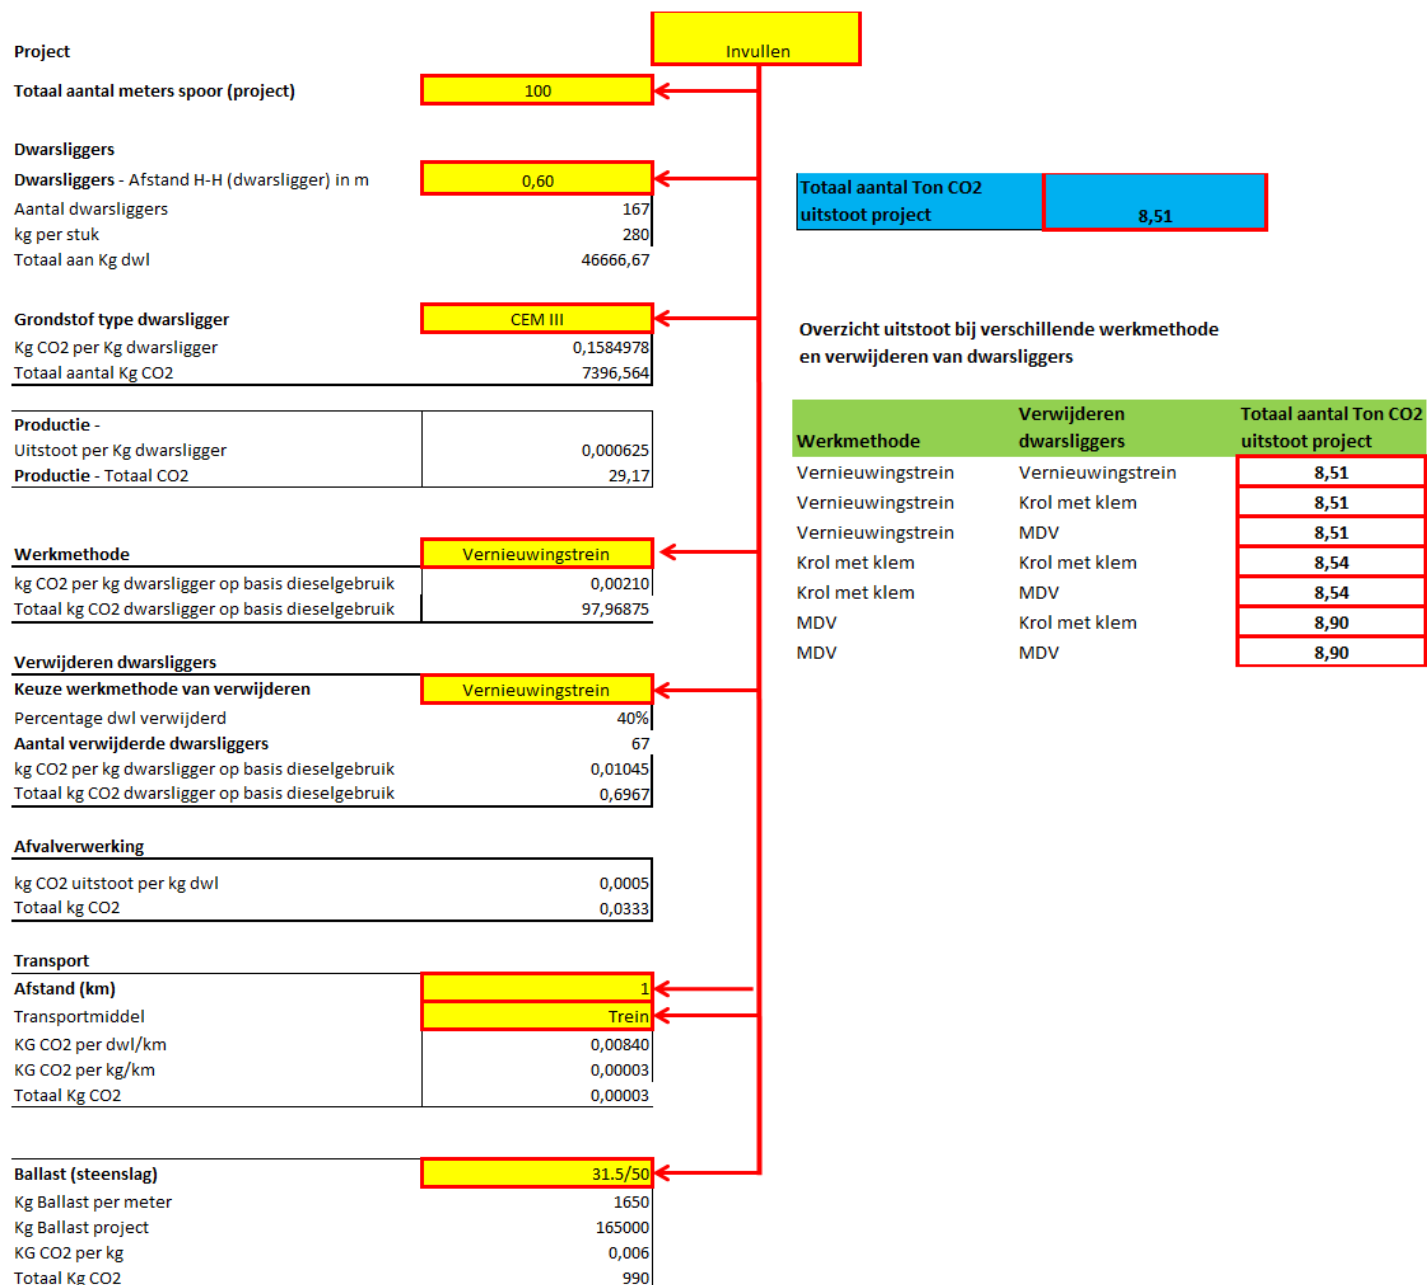 Invullen
Project
Totaal aantal meters spoor (project) 100
Dwarsliggers
Dwarsliggers - Afstand H-H (dwarsligger) in m 0,60
Aantal dwarsliggers 167
kg per stuk 280
Totaal aan Kg dwl 46666,67
Grondstof type dwarsligger CEM III
Kg CO2 per Kg dwarsligger 0,1584978
Totaal aantal Kg CO2 7396,564
Productie -
Uitstoot per Kg dwarsligger 0,000625
Productie - Totaal CO2 29,17
Werkmethode Vernieuwingstrein
kg CO2 per kg dwarsligger op basis dieselgebruik 0,00210
Totaal kg CO2 dwarsligger op basis dieselgebruik 97,96875
Verwijderen dwarsliggers
Keuze werkmethode van verwijderen Vernieuwingstrein
Percentage dwl verwijderd 40%
Aantal verwijderde dwarsliggers 67
kg CO2 per kg dwarsligger op basis dieselgebruik 0,01045
Totaal kg CO2 dwarsligger op basis dieselgebruik 0,6967
Afvalverwerking
kg CO2 uitstoot per kg dwl 0,0005
Totaal kg CO2 0,0333
Transport
Afstand (km) 1
Transportmiddel Trein
KG CO2 per dwl/km 0,00840
KG CO2 per kg/km 0,00003
Totaal Kg CO2 0,00003
Ballast (steenslag) 31.5/50
Kg Ballast per meter 1650
Kg Ballast project 165000
KG CO2 per kg 0,006
Totaal Kg CO2 990
Totaal aantal Ton CO2
uitstoot project 8,51
Overzicht uitstoot bij verschillende werkmethode
en verwijderen van dwarsliggers
Werkmethode Verwijderen dwarsliggers Totaal aantal Ton CO2 uitstoot project
Vernieuwingstrein Vernieuwingstrein 8,51
Vernieuwingstrein Krol met klem 8,51
Vernieuwingstrein MDV 8,51
Krol met klem Krol met klem 8,54
Krol met klem MDV 8,54
MDV Krol met klem 8,90
MDV MDV 8,90